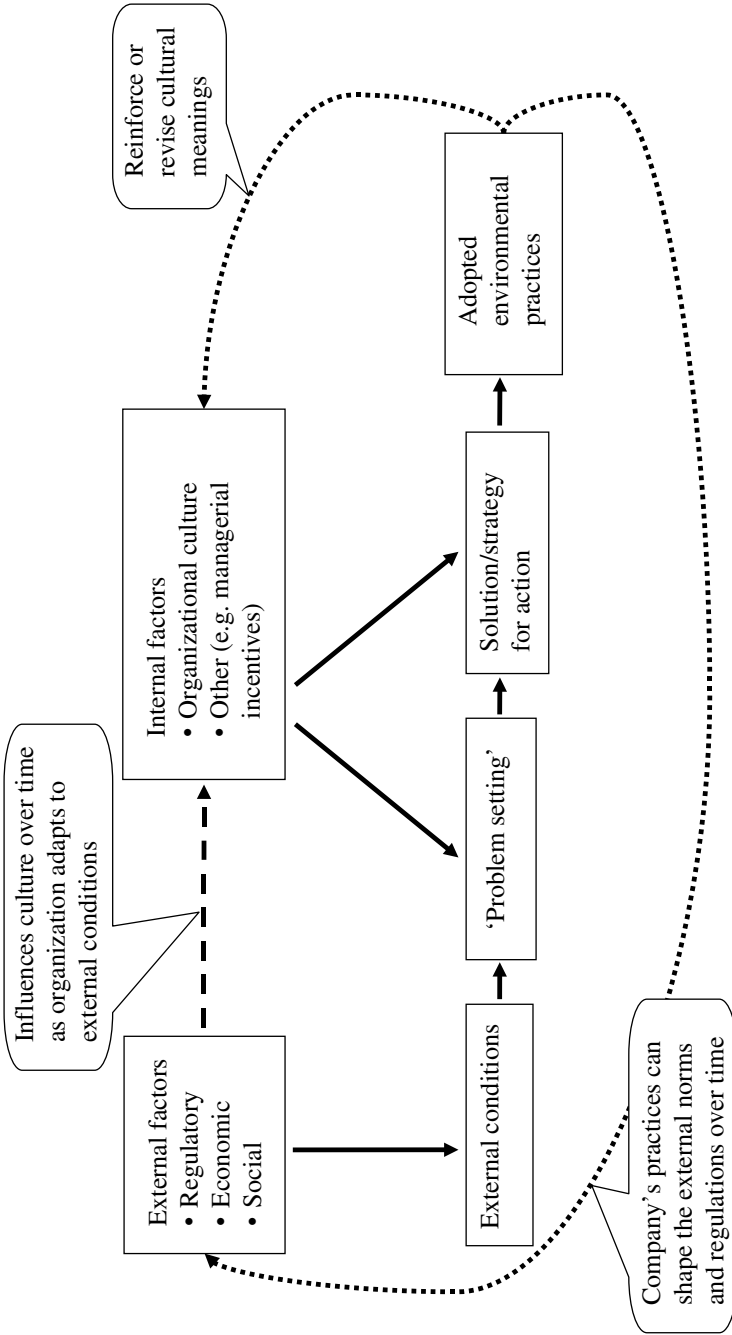 Influences culture over time
as organization adapts to
external conditions
Reinforce or
revise cultural
meanings
External factors
• Regulatory
• Economic
• Social
Internal factors
• Organizational culture
• Other (e.g. managerial
incentives)
External conditions
‘Problem setting’
Solution/strategy
for action
Adopted
environmental
practices
Company’s practices can
shape the external norms
and regulations over time